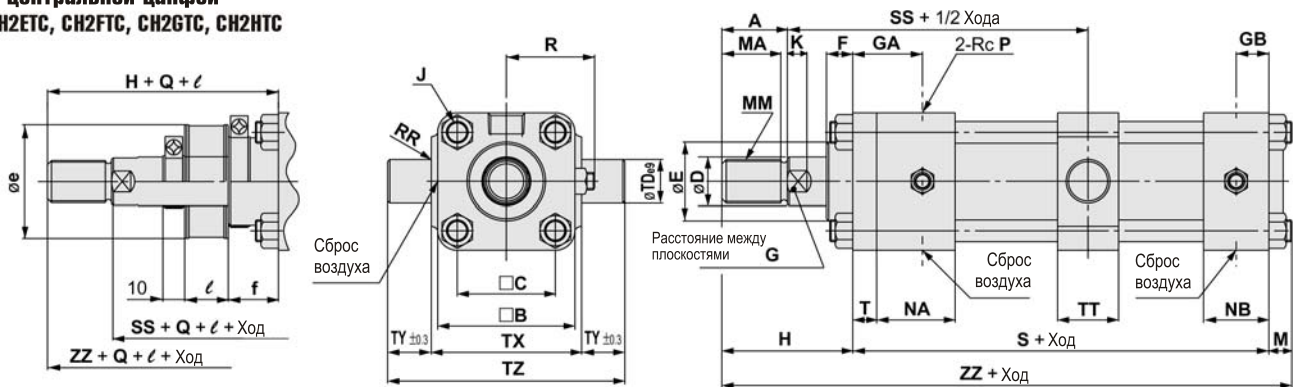 центральной цапфой
CH2ETC, CH2FTC, CH2GTC, CH2HTC
H + Q + ℓ
øe
10
ℓ
f
SS + Q + ℓ + Ход
ZZ + Q + ℓ + Ход
R
J
RR
øTDe9
Сброс
воздуха
□C
□B
TY ±0.3
TX
TY ±0.3
TZ
A
SS + 1/2 Хода
MA
K
F
GA
2-Rc P
GB
MM
øE
øD
Расстояние между
плоскостями
G
Сброс
воздуха
Сброс
воздуха
T
NA
TT
NB
H
S + Ход
M
ZZ + Ход